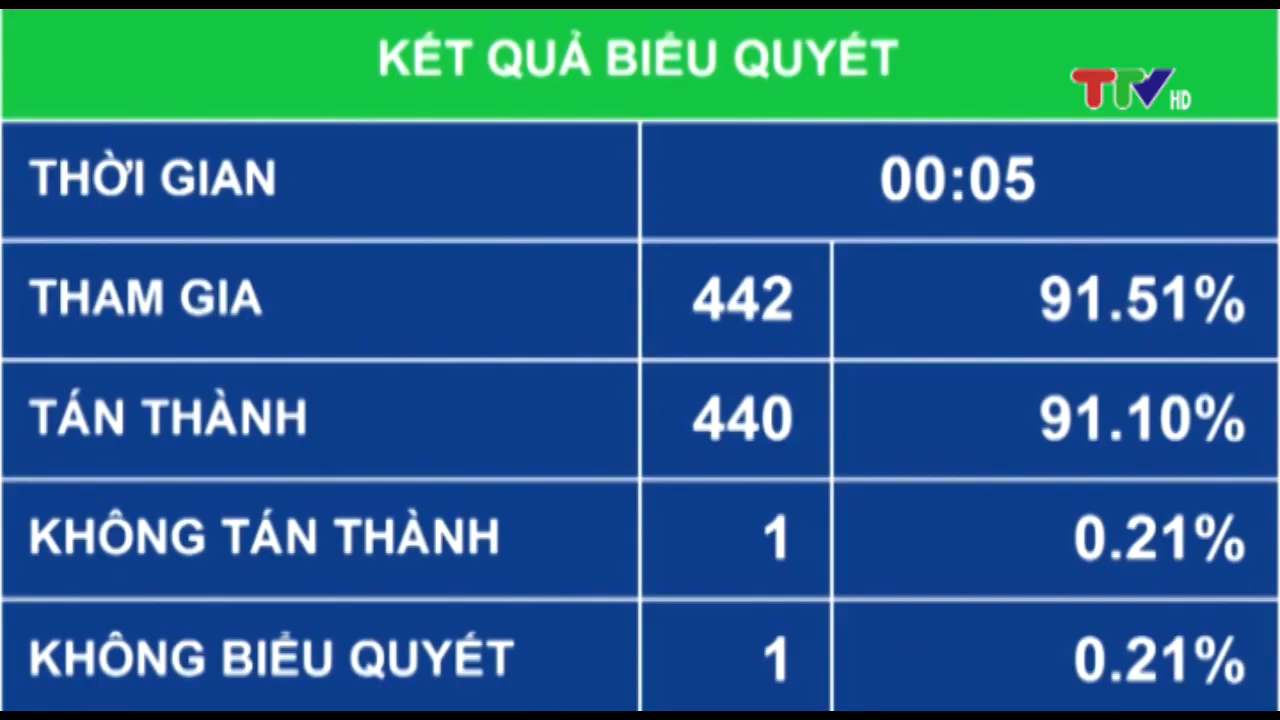 KẾT QUẢ BIỂU QUYẾT
TTV HD
THỜI GIAN 00:05
THAM GIA 442 91.51%
TÁN THÀNH 440 91.10%
KHÔNG TÁN THÀNH 1 0.21%
KHÔNG BIỂU QUYẾT 1 0.21%